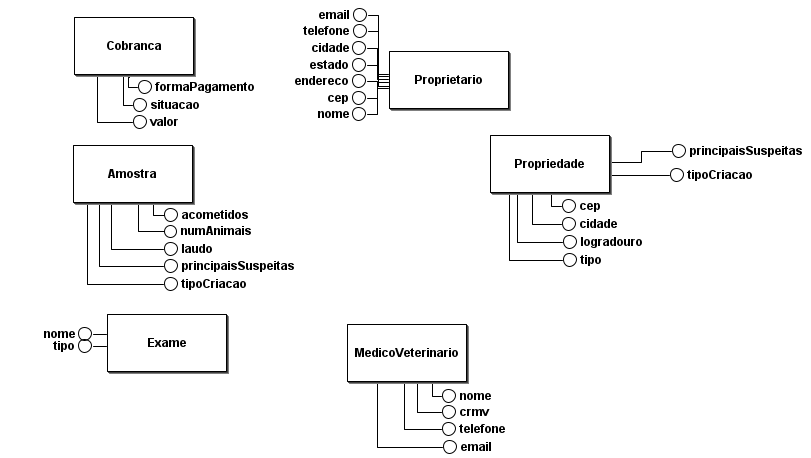 Cobranca
formaPagamento
situacao
valor
email
telefone
cidade
estado
endereco
cep
nome
Proprietario
Amostra
acometidos
numAnimais
laudo
principaisSuspeitas
tipoCriacao
Propriedade
principaisSuspeitas
tipoCriacao
cep
cidade
logradouro
tipo
nome
tipo
Exame
MedicoVeterinario
nome
crmv
telefone
email